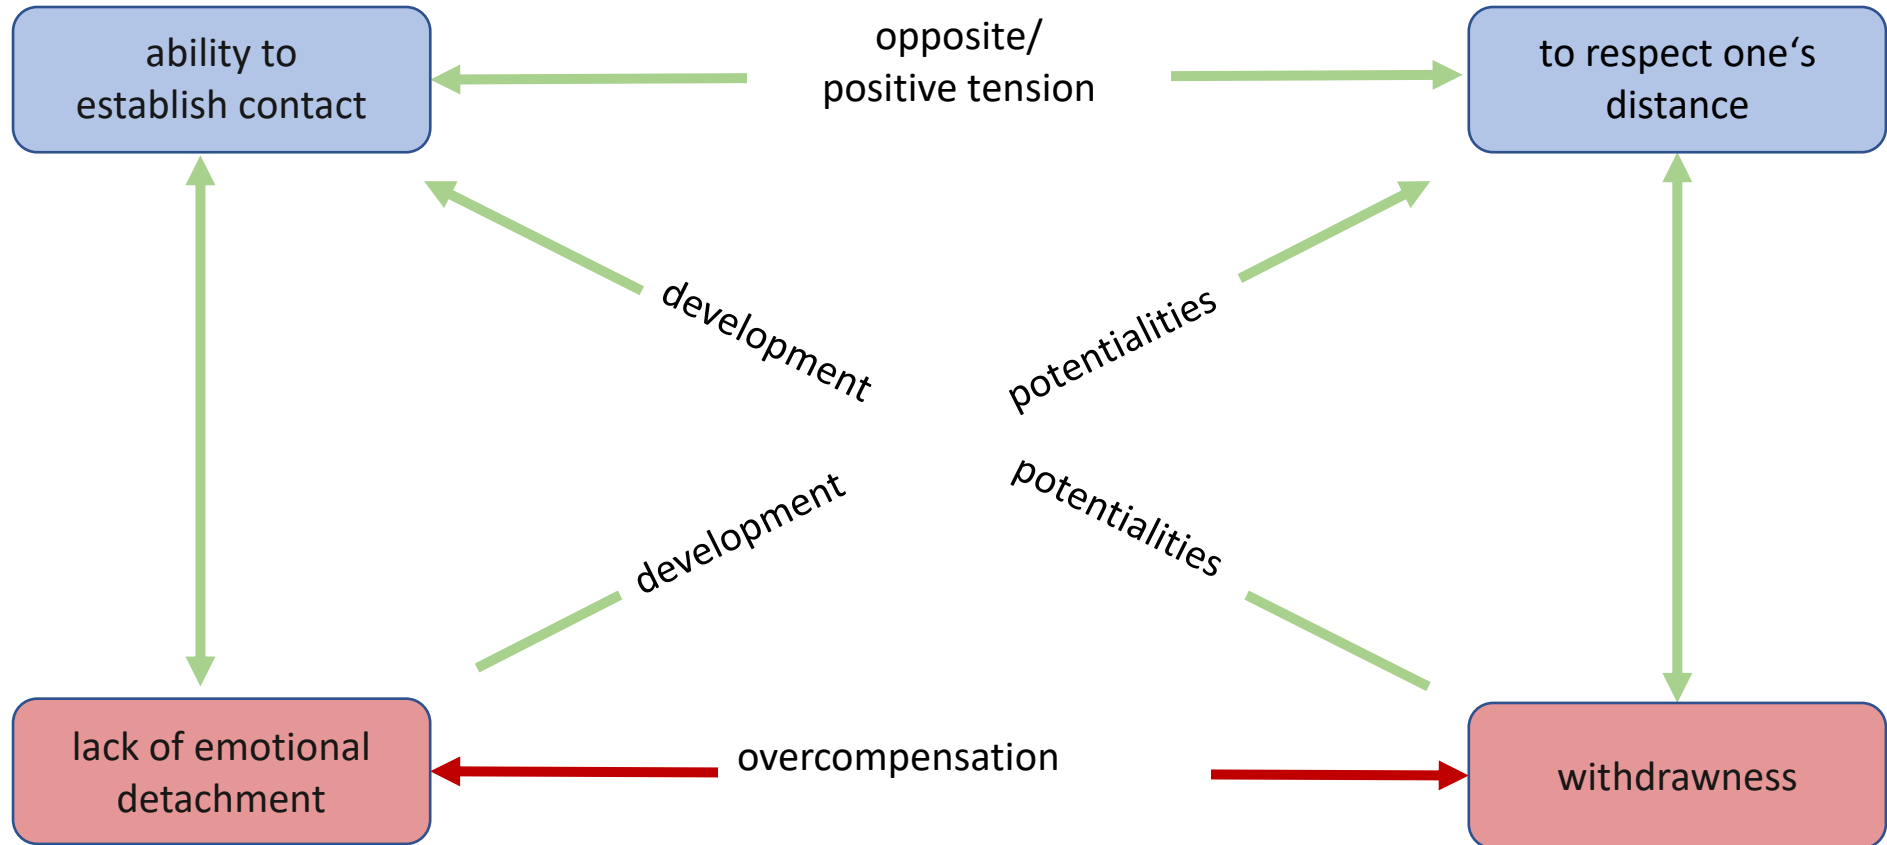 ability to
establish contact
opposite/
positive tension
to respect one‘s
distance
development
potentialities
development
potentialities
lack of emotional
detachment
overcompensation
withdrawness